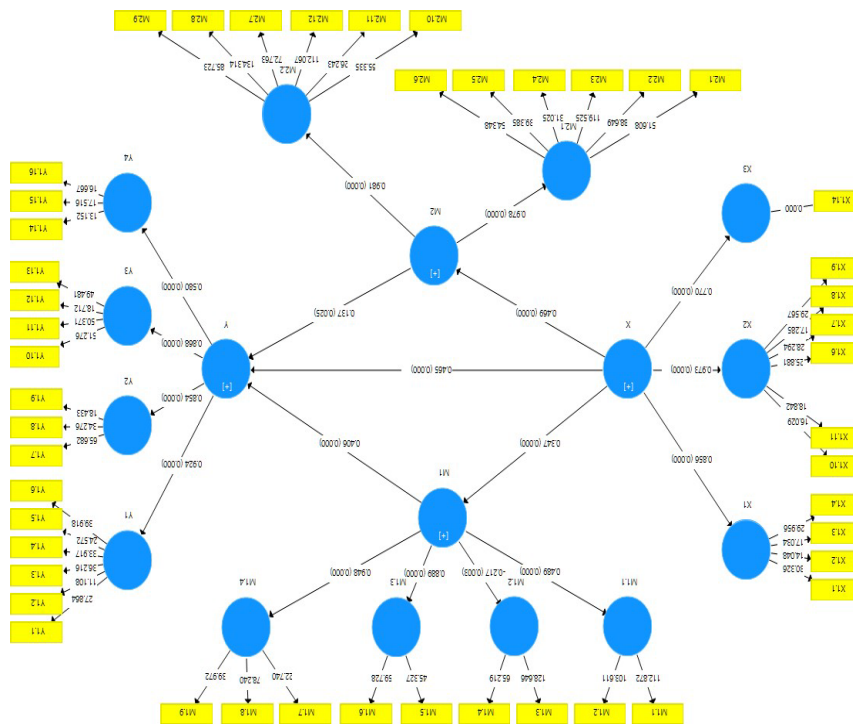 M1.1 M1.2 M1.3 M1.4 M1.5 M1.6 M1.7 M1.8 M1.9
112.872 103.611 128.646 65.219 45.327 59.728 22.740 78.240 39.972
Y1.1
M1.1 M1.2 M1.3 M1.4
Y1.2
X1.1
27.864
30.326
11.108
Y1.3
0.489 (0.000) -0.217 (0.003) 0.889 (0.000) 0.948 (0.000)
X1.2
14.048
36.216
Y1.4
X1.3
17.034
33.917
[+]
24.572
Y1.5
X1.4
29.956
39.918
Y1.6
X1
Y1
M1
X1.10
0.856 (0.000)
0.347 (0.000)
0.406 (0.000)
0.924 (0.000)
X1.11
16.029
18.842
65.682
Y1.7
34.276
Y1.8
18.433
Y1.9
0.854 (0.000)
[+]
[+]
Y2
X1.6
25.881
0.973 (0.000)
0.465 (0.000)
X1.7
28.294
X1.8
17.285
X1.9
29.567
X2
X
Y
51.276
Y1.10
50.371
Y1.11
18.712
Y1.12
49.481
Y1.13
0.868 (0.000)
Y3
0.770 (0.000)
0.469 (0.000)
0.137 (0.025)
0.580 (0.000)
[+]
X1.14
0.000
M2
13.152
Y1.14
17.516
Y1.15
16.667
Y1.16
X3
0.978 (0.000)
0.981 (0.000)
Y4
M2.1
51.608 38.649 119.525 31.025 39.385 54.348
M2.1 M2.2 M2.3 M2.4 M2.5 M2.6
M2.2
55.335 26.243 112.067 72.763 134.314 85.723
M2.10 M2.11 M2.12 M2.7 M2.8 M2.9